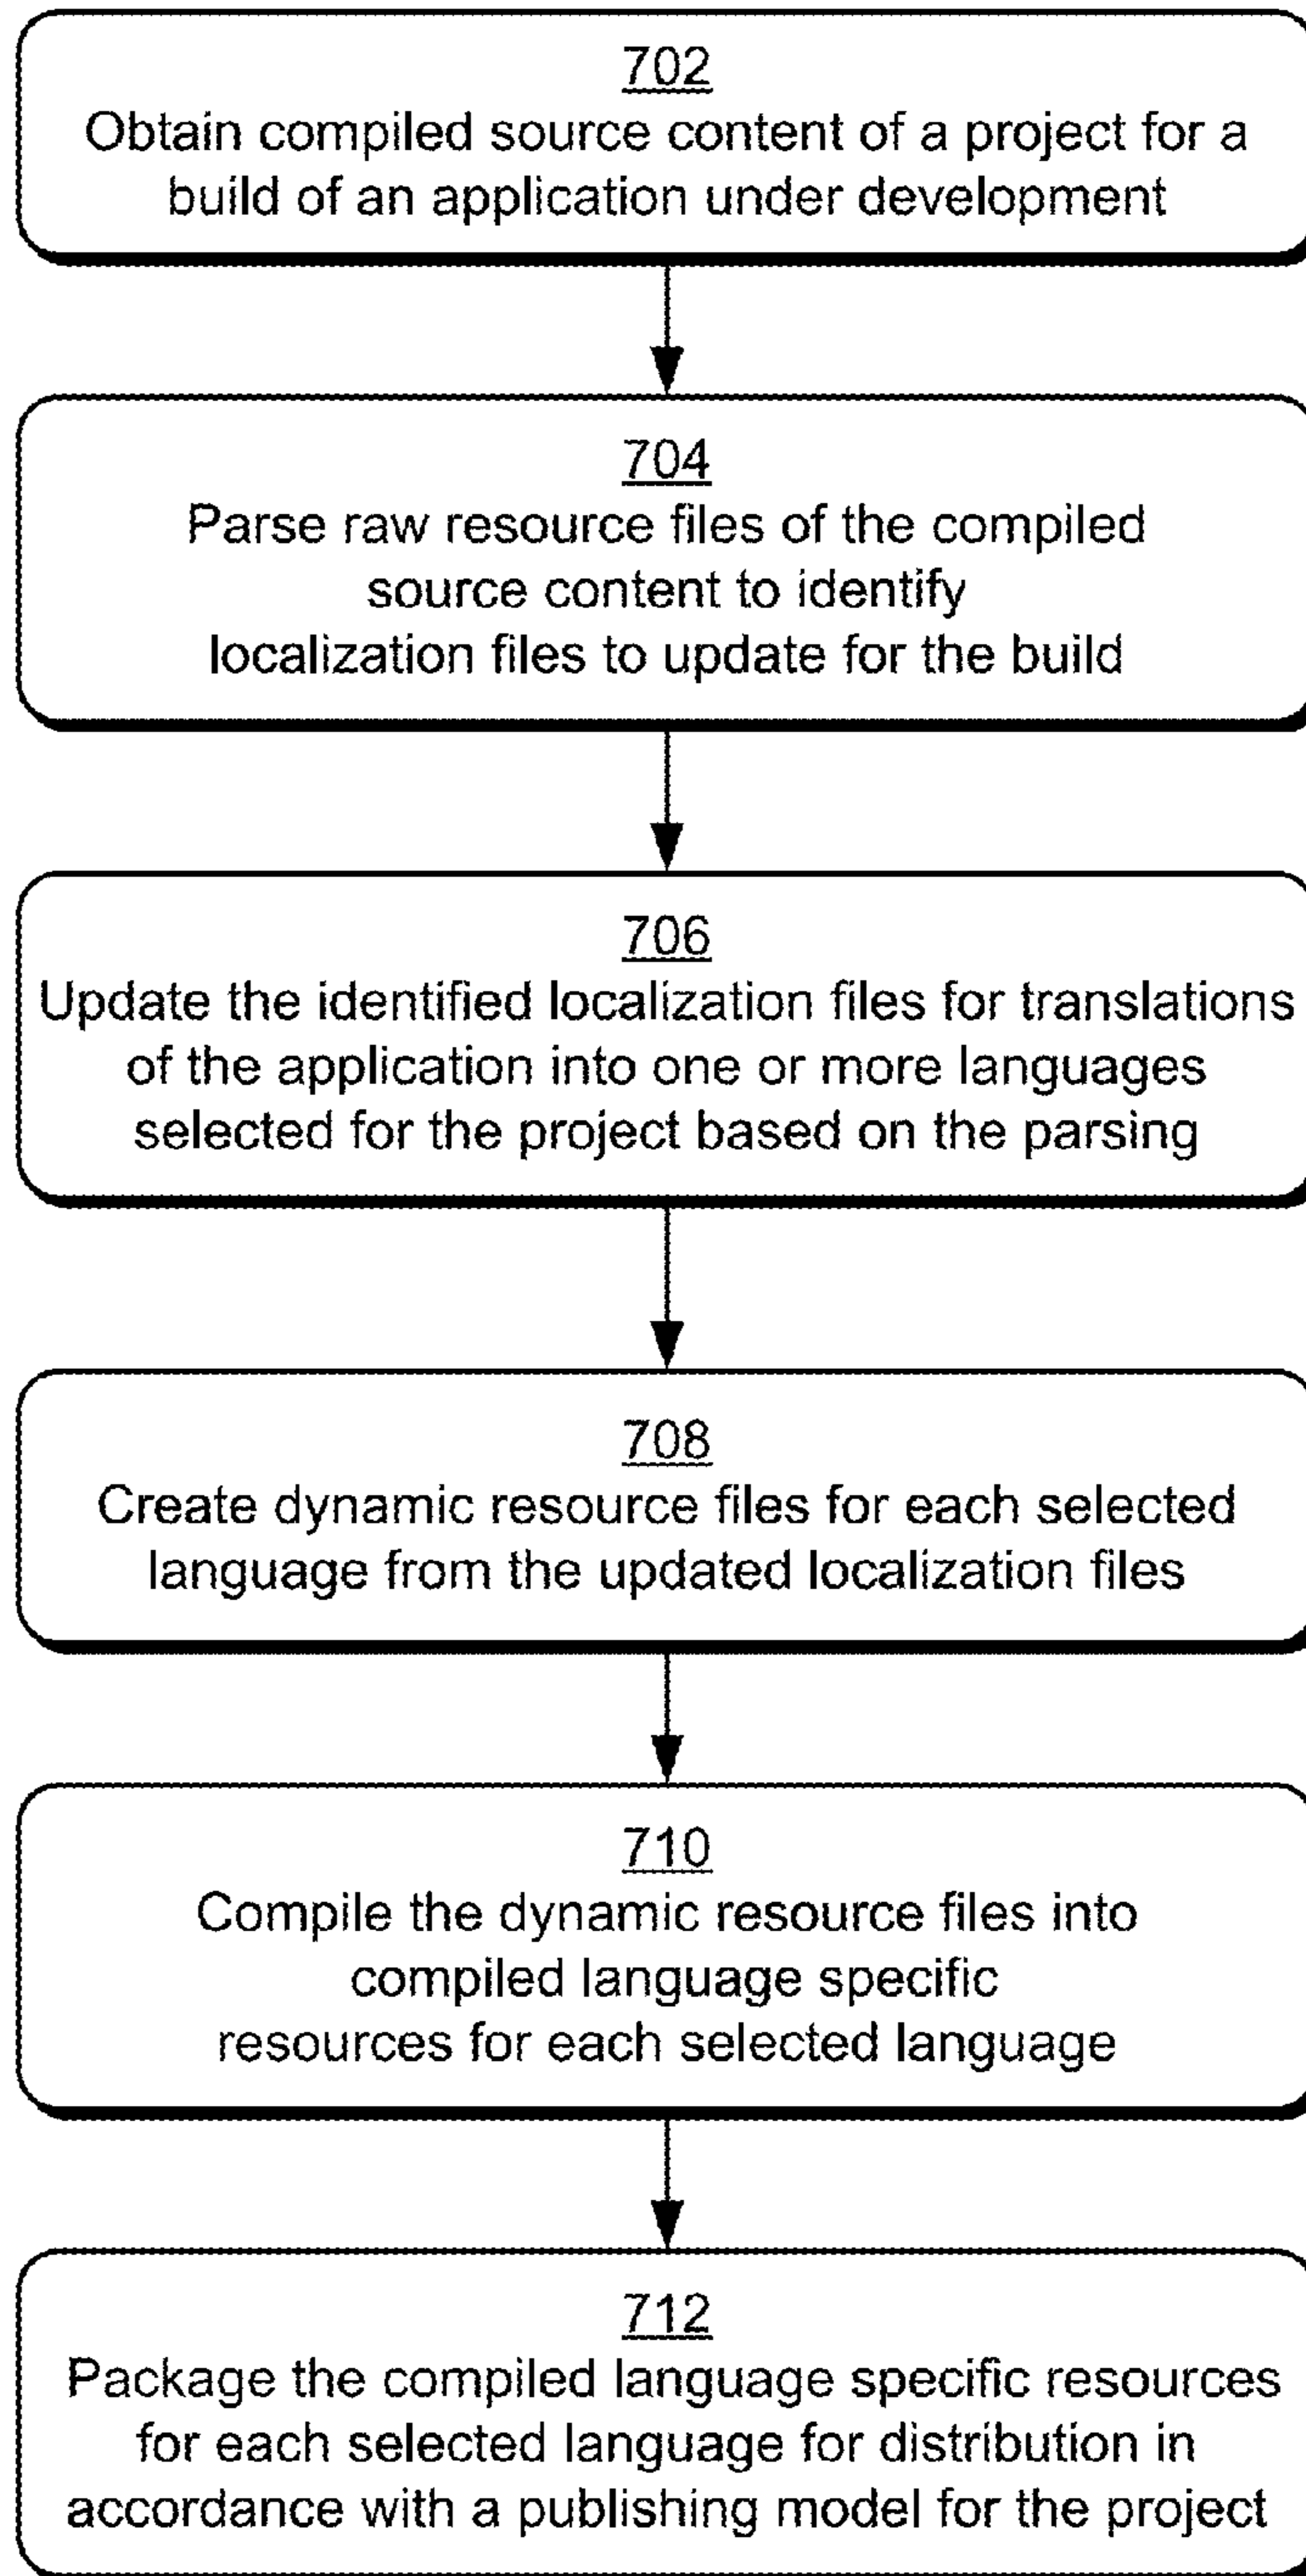 702
Obtain compiled source content of a project for a
build of an application under development
704
Parse raw resource files of the compiled
source content to identify
localization files to update for the build
706
Update the identified localization files for translations
of the application into one or more languages
selected for the project based on the parsing
708
Create dynamic resource files for each selected
language from the updated localization files
710
Compile the dynamic resource files into
compiled language specific
resources for each selected language
712
Package the compiled language specific resources
for each selected language for distribution in
accordance with a publishing model for the project